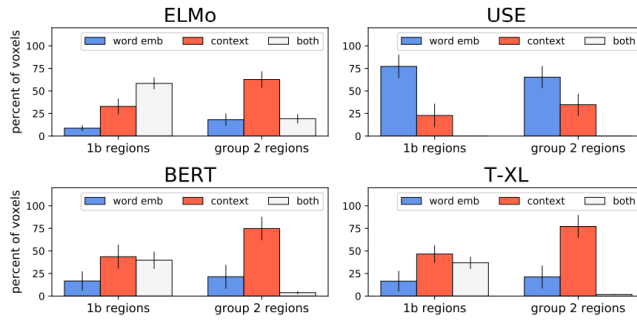 ELMo
percent of voxels
100
75
50
25
0
word emb context both
1b regions group 2 regions
USE
100
75
50
25
0
word emb context both
1b regions group 2 regions
BERT
percent of voxels
100
75
50
25
0
word emb context both
1b regions group 2 regions
T-XL
100
75
50
25
0
word emb context both
1b regions group 2 regions